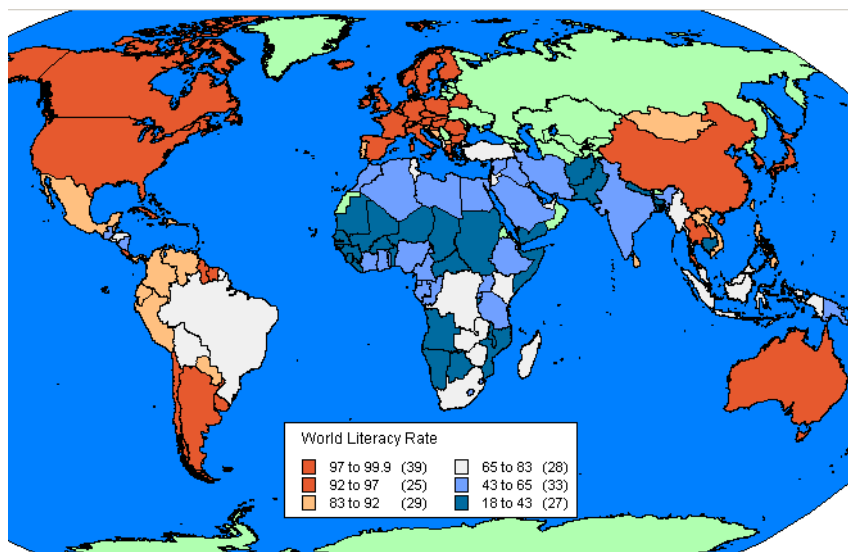 World Literacy Rate
97 to 99.9 (39) 65 to 83 (28)
92 to 97 (25) 43 to 65 (33)
83 to 92 (29) 18 to 43 (27)